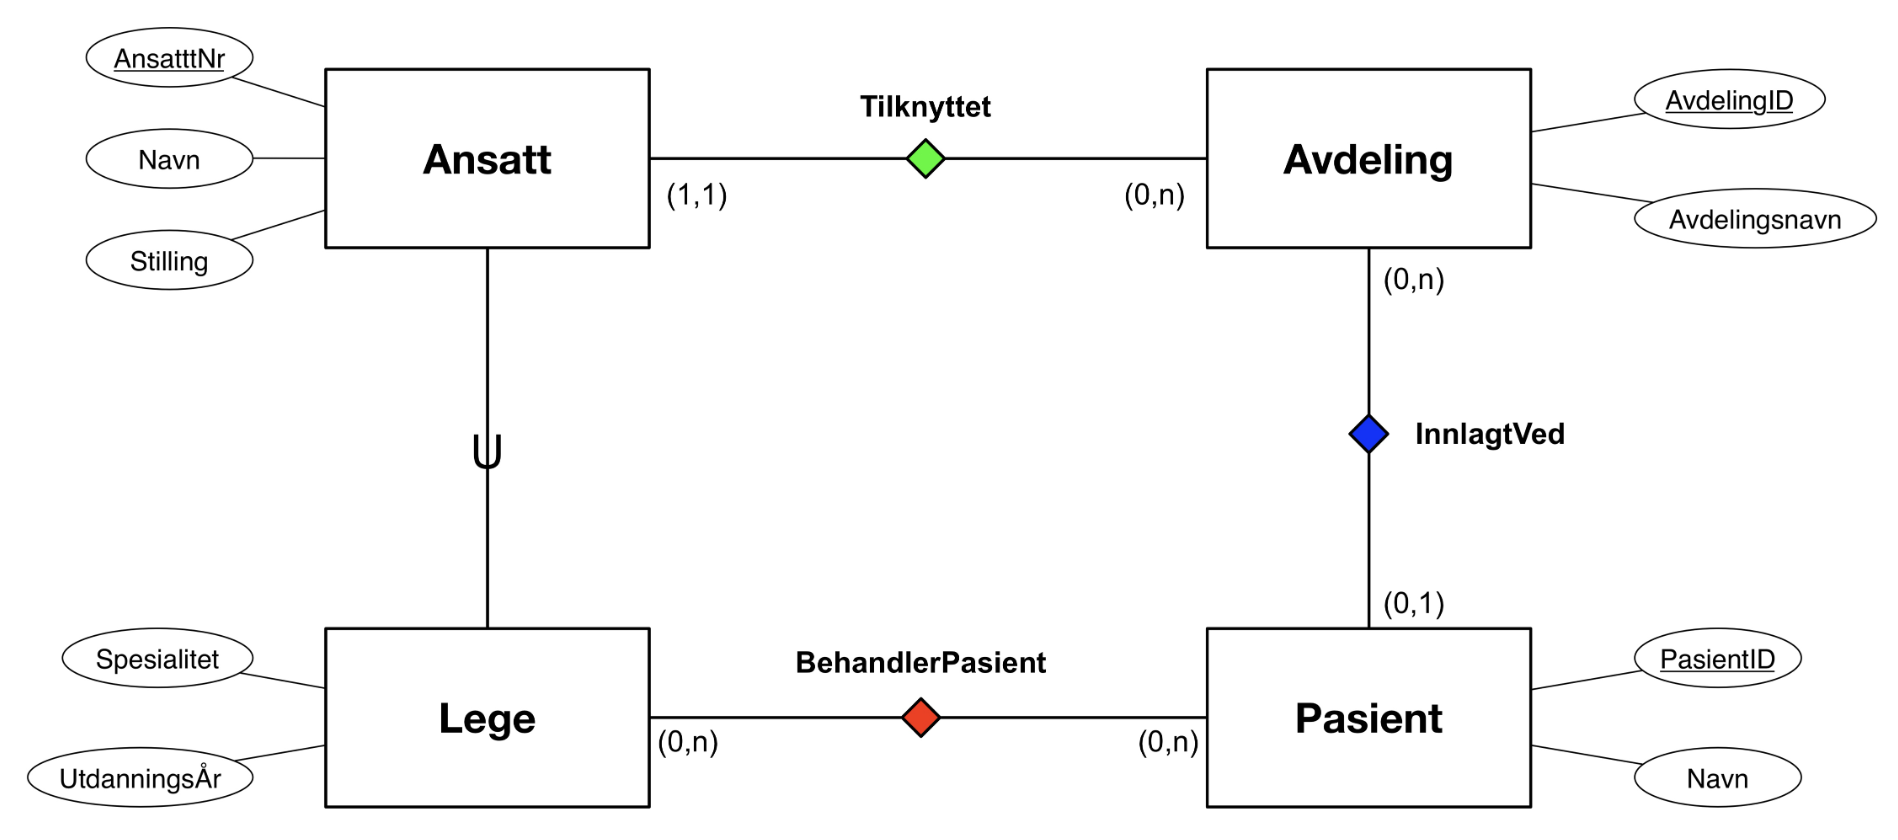 AnsatttNr
Navn
Stilling
Ansatt
(1,1)
Tilknyttet
(0,n)
Avdeling
AvdelingID
Avdelingsnavn
(0,n)
InnlagtVed
(0,1)
U
Spesialitet
UtdanningsÅr
Lege
(0,n)
BehandlerPasient
(0,n)
Pasient
PasientID
Navn